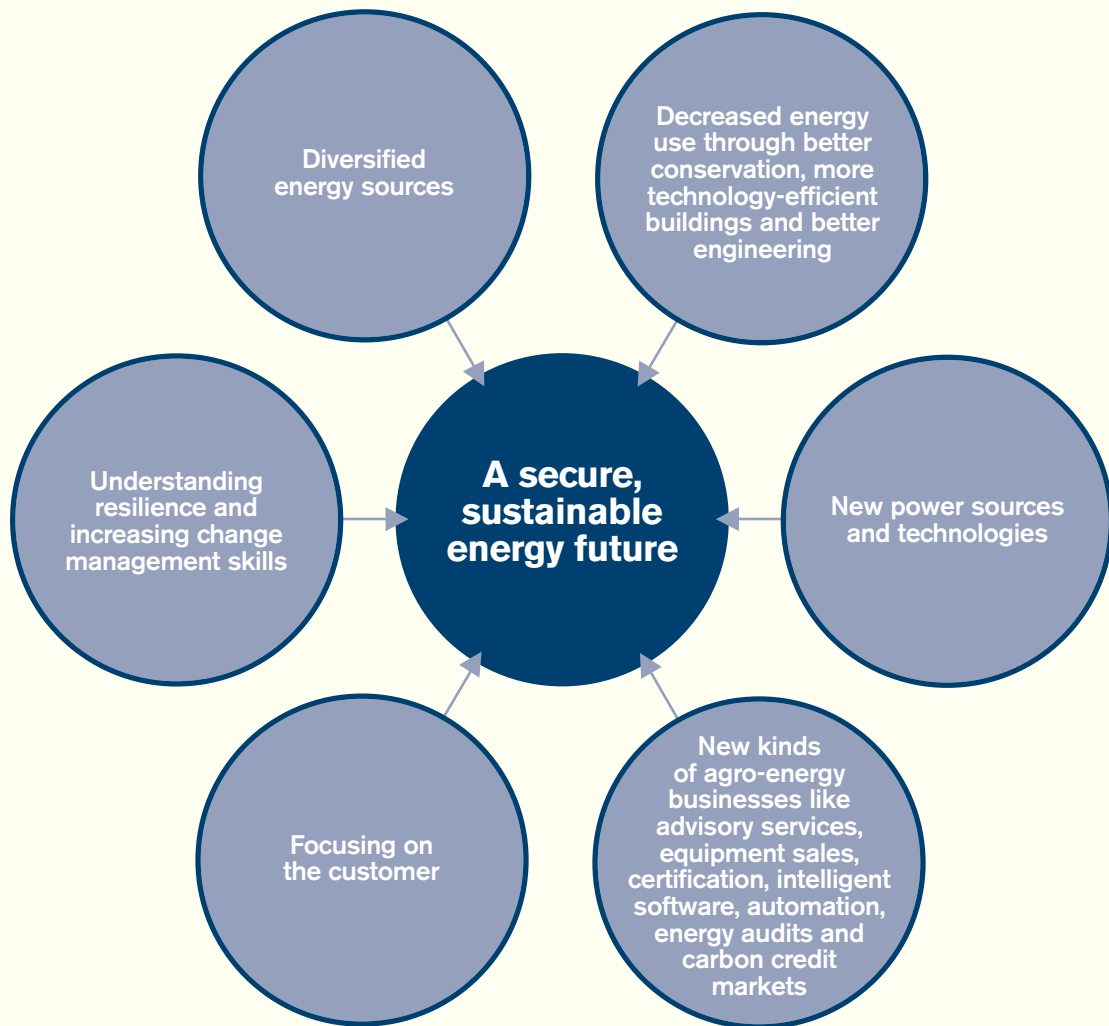 Diversified
energy sources
Decreased energy
use through better
conservation, more
technology-efficient
buildings and better
engineering
Understanding
resilience and
increasing change
management skills
A secure,
sustainable
energy future
New power sources
and technologies
Focusing on
the customer
New kinds
of agro-energy
businesses like
advisory services,
equipment sales,
certification, intelligent
software, automation,
energy audits and
carbon credit
markets